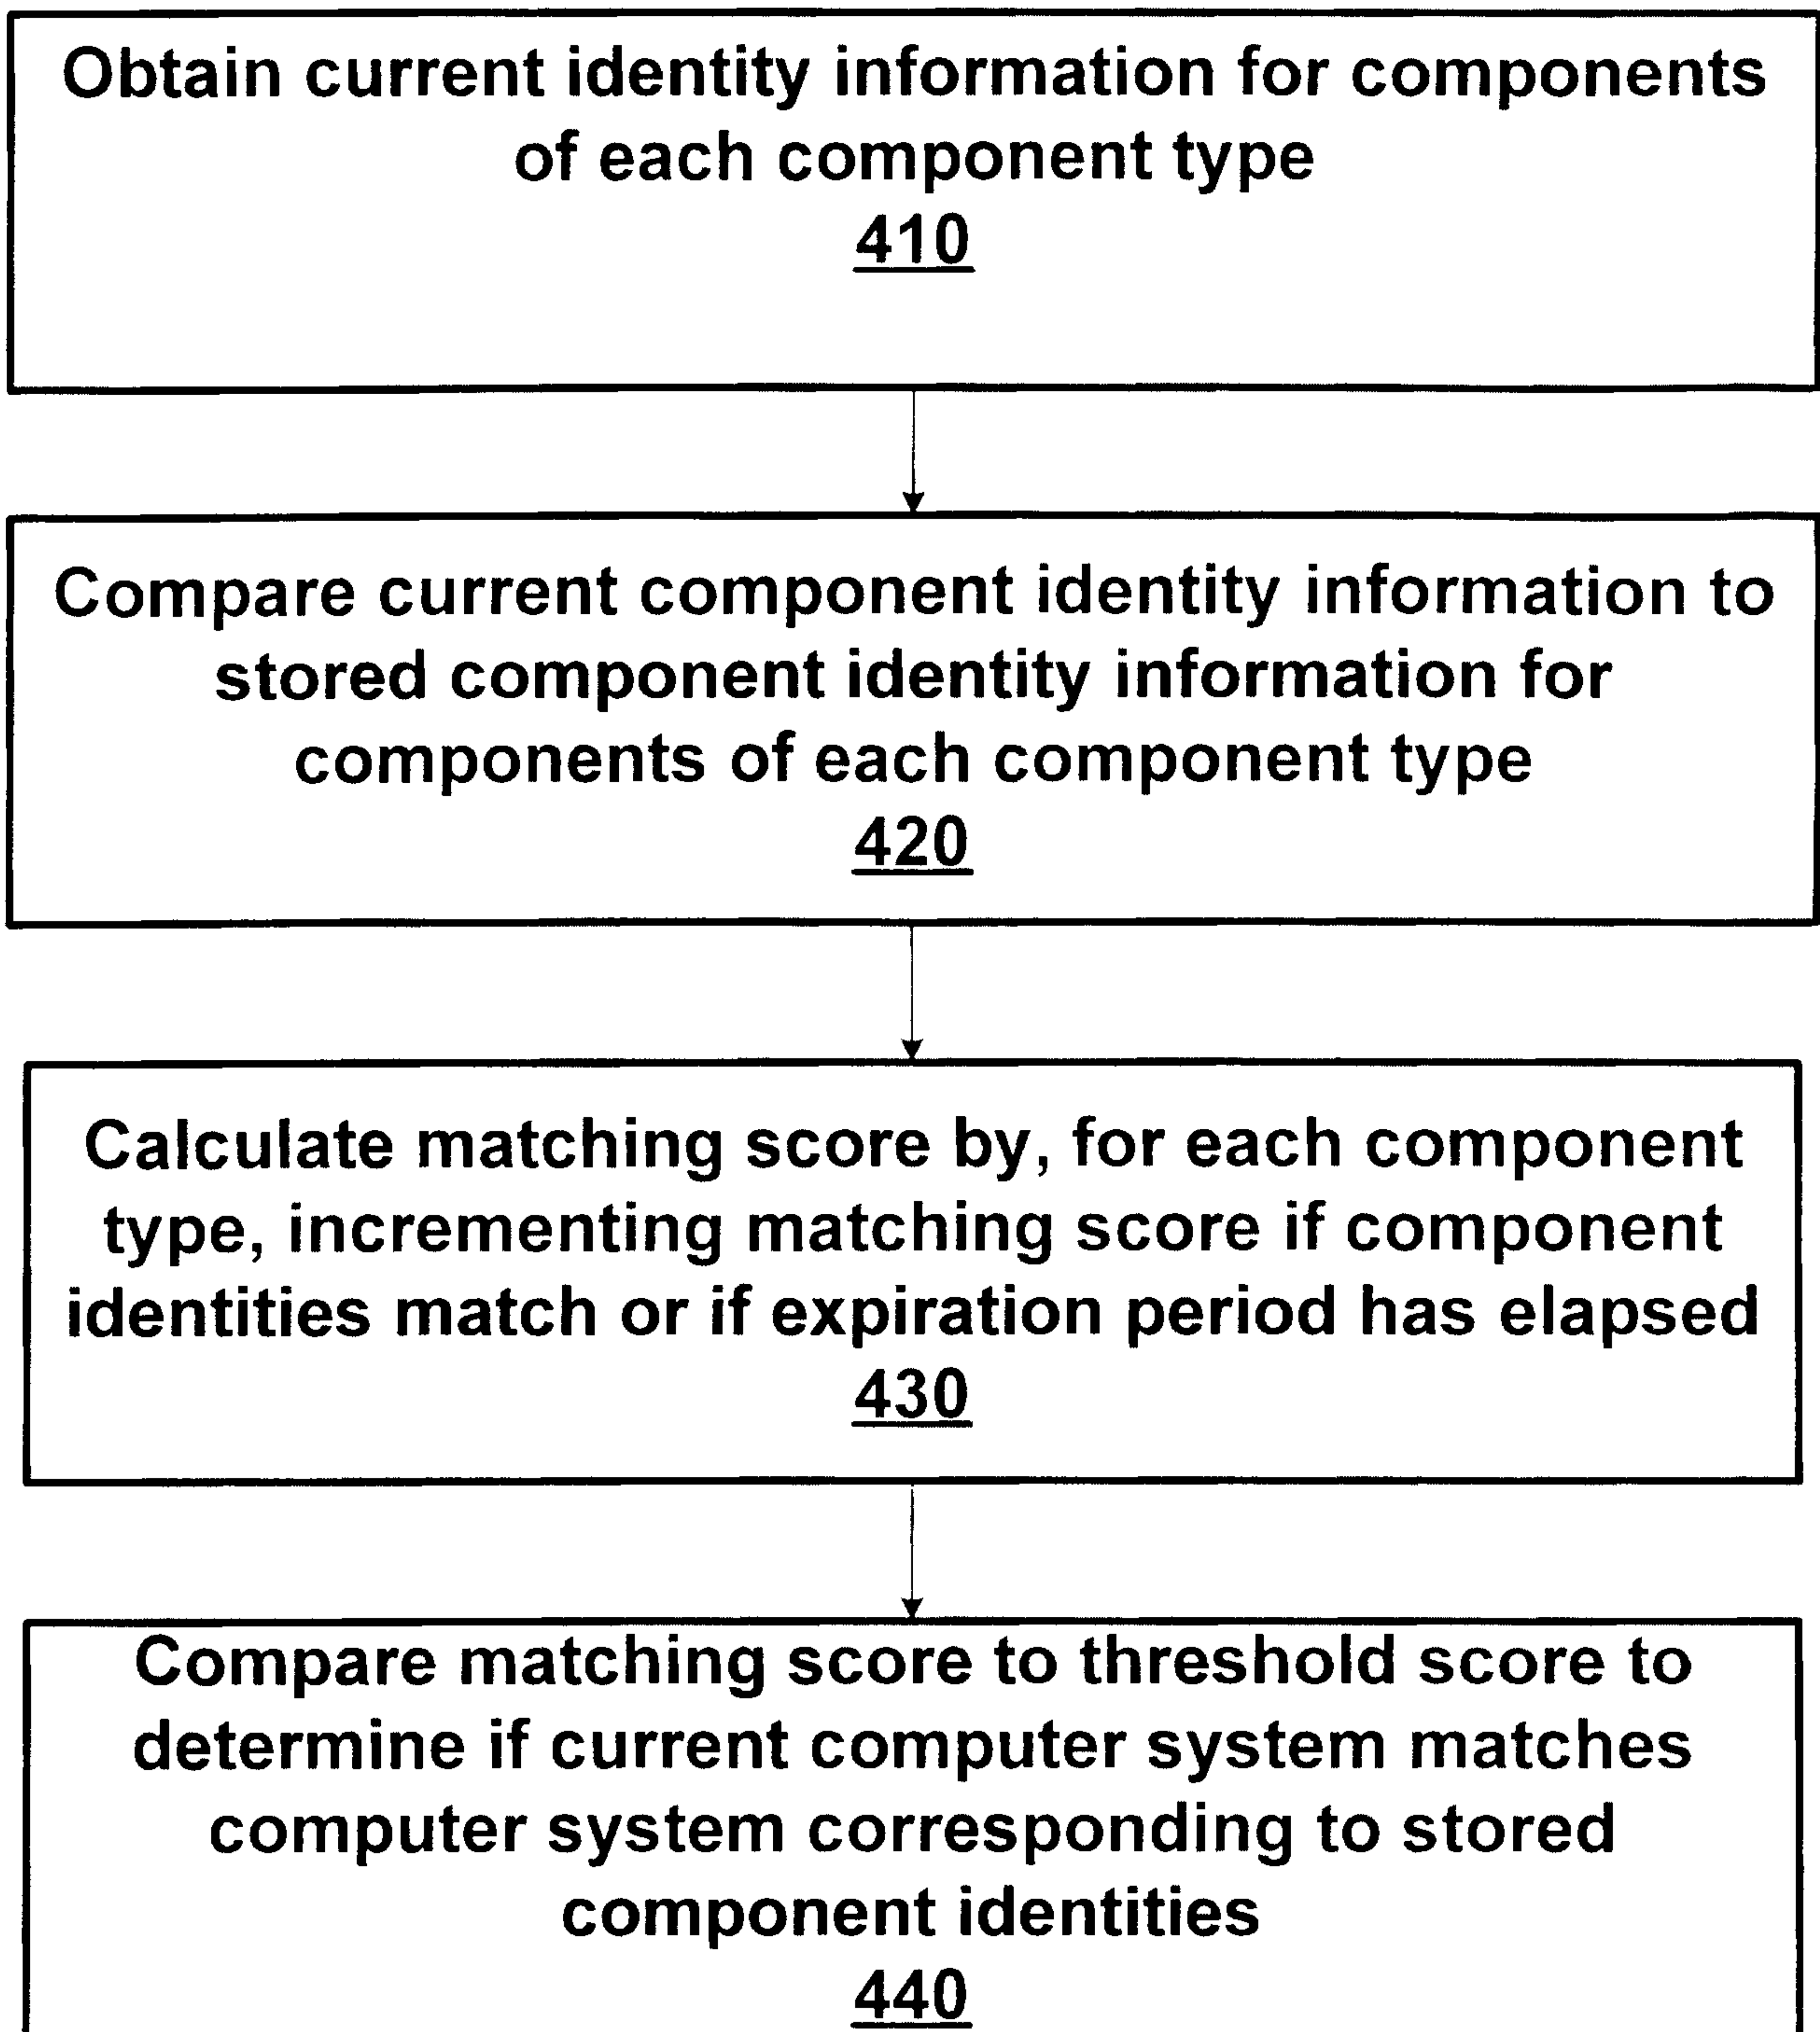 Obtain current identity information for components
of each component type
410
Compare current component identity information to
stored component identity information for
components of each component type
420
Calculate matching score by, for each component
type, incrementing matching score if component
identities match or if expiration period has elapsed
430
Compare matching score to threshold score to
determine if current computer system matches
computer system corresponding to stored
component identities
440